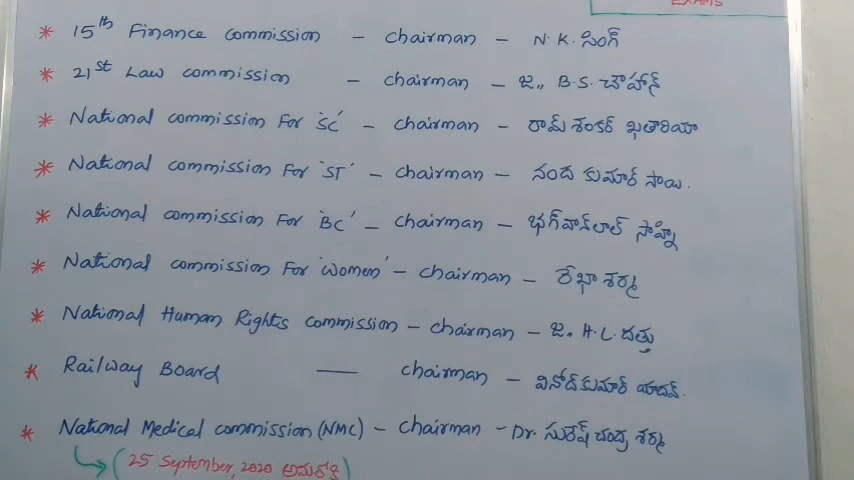 EXAMS
* 15th Finance commission - chairman - N.K.సింగ్
* 21st Law commission - chairman - జ,, B.S. చౌహాన్
* National commission For 'SC' - chairman - రామ్ శంకర్ ఖతారియా
* National commission For 'ST' - chairman - నంద కుమార్ సాయి.
* National commission For 'BC' - chairman - భగవాన్‌లాల్ సాహ్ని
* National commission For 'women' - chairman - రేఖా శర్మ
* National Human Rights commission - chairman - జ. H.L. దత్తు
* Railway Board — chairman - వినోద్‌కుమార్ యాదవ్.
* National Medical commission (NMC) - chairman - Dr. సురేష్ చంద్ర శర్మ
(25 September, 2020 అమలోకి)